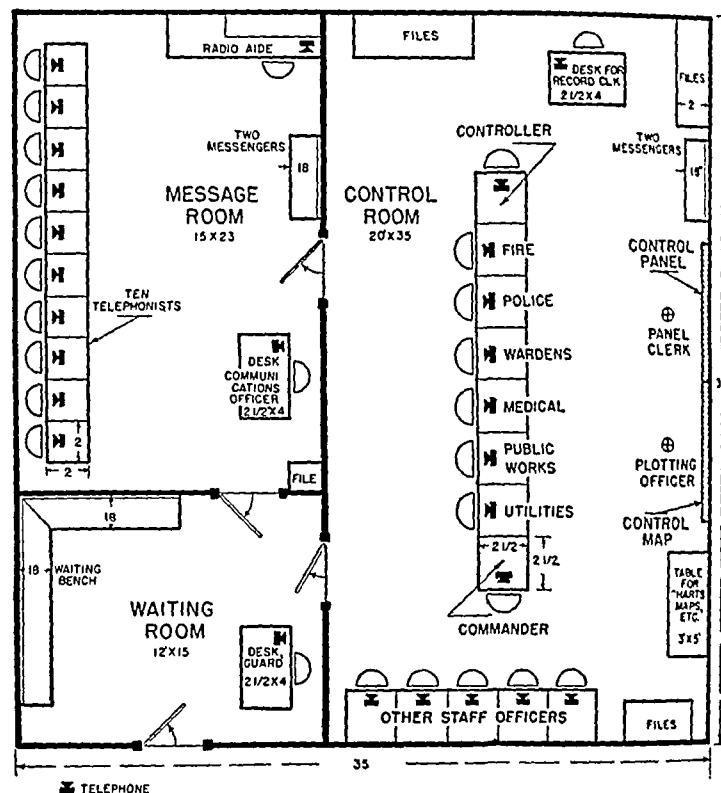 RADIO AIDE
FILES
DESK FOR
RECORD CLK
2 1/2 X 4
FILES
2
TWO
MESSENGERS
18
CONTROLLER
TWO
MESSENGERS
18"
MESSAGE
ROOM
15 X 23
CONTROL
ROOM
20'X35
FIRE
POLICE
WARDENS
MEDICAL
PUBLIC
WORKS
UTILITIES
2 1/2
2 1/2
COMMANDER
CONTROL
PANEL
PANEL
CLERK
PLOTTING
OFFICER
CONTROL
MAP
TEN
TELEPHONISTS
DESK
COMMUNI
CATIONS
OFFICER
2 1/2 X 4
2
2
FILE
18
18
WAITING
BENCH
WAITING
ROOM
12'X15
DESK,
GUARD
2 1/2 X 4
TABLE
FOR
CHARTS
MAPS,
ETC.
3'X5'
OTHER STAFF OFFICERS
FILES
35
TELEPHONE